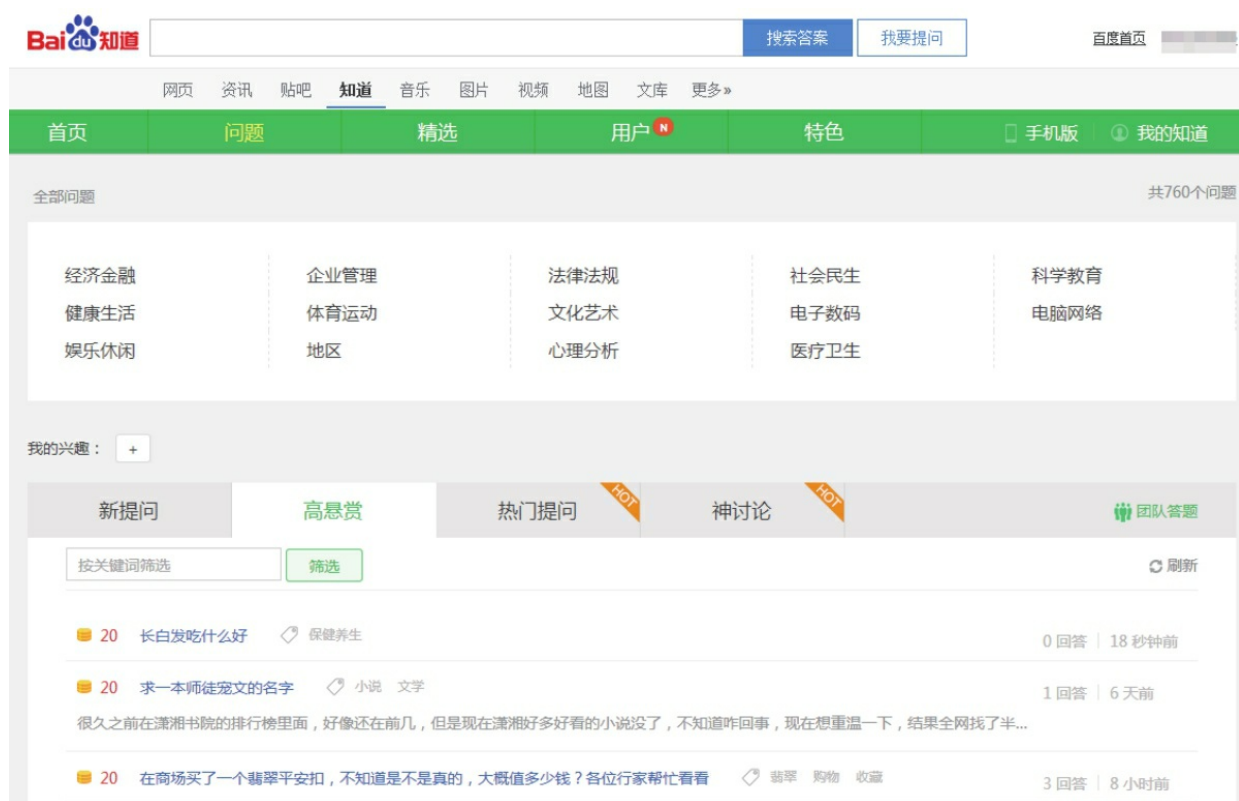 Baidu知道 搜索答案 我要提问 百度首页
网页 资讯 贴吧 知道 音乐 图片 视频 地图 文库 更多»
首页 问题 精选 用户 N 特色 手机版 我的知道
全部问题 共760个问题
经济金融 企业管理 法律法规 社会民生 科学教育
健康生活 体育运动 文化艺术 电子数码 电脑网络
娱乐休闲 地区 心理分析 医疗卫生
我的兴趣： +
新提问 高悬赏 热门提问 HOT 神讨论 HOT 团队答题
按关键词筛选 筛选 刷新
20 长白发吃什么好 保健养生 0 回答 18 秒钟前
20 求一本师徒宠文的名字 小说 文学 1 回答 6 天前
很久之前在潇湘书院的排行榜里面，好像还在前几，但是现在潇湘好多好看的小说没了，不知道咋回事，现在想重温一下，结果全网找了半...
20 在商场买了一个翡翠平安扣，不知道是不是真的，大概值多少钱？各位行家帮忙看看 翡翠 购物 收藏 3 回答 8 小时前